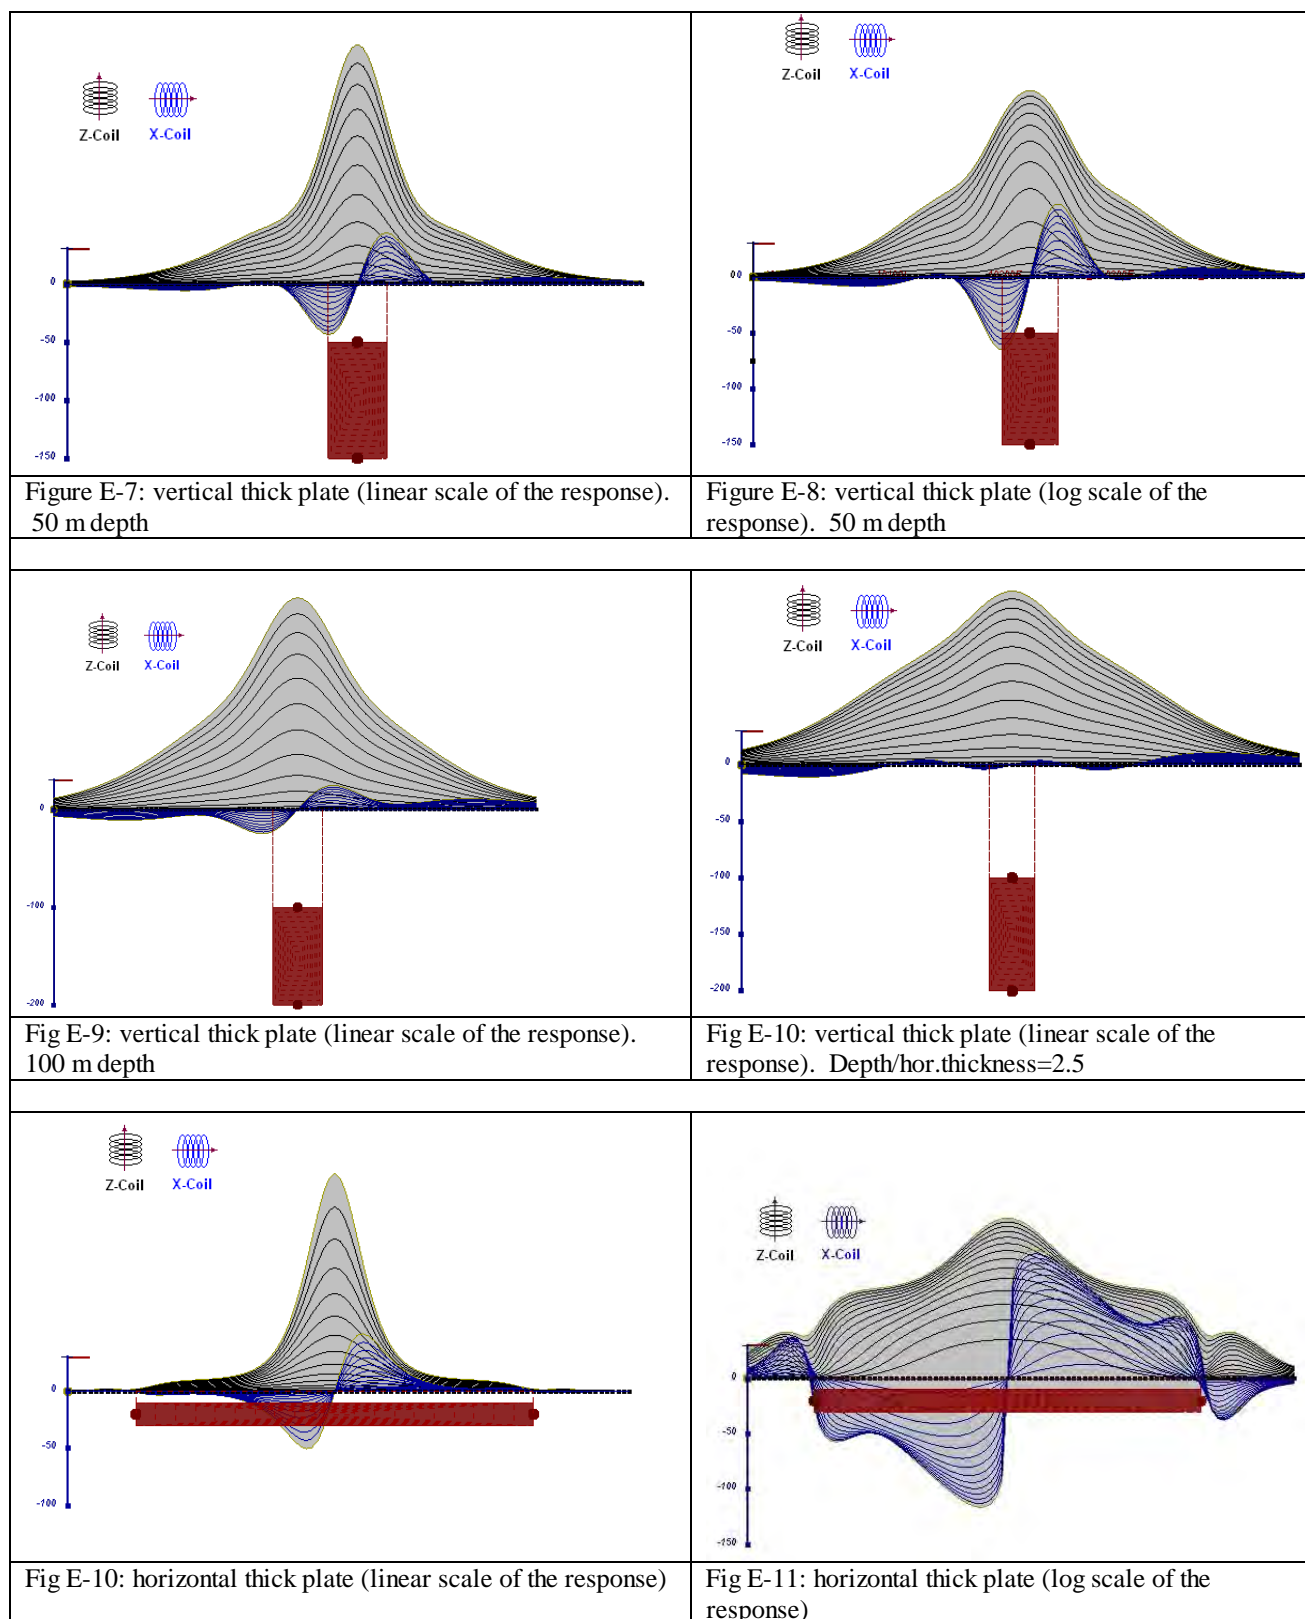 Z-Coil X-Coil
0
-50
-100
-150
Figure E-7: vertical thick plate (linear scale of the response).
50 m depth
Z-Coil X-Coil
00
-50
-100
-150
Figure E-8: vertical thick plate (log scale of the
response). 50 m depth
Z-Coil X-Coil
0
-100
-200
Fig E-9: vertical thick plate (linear scale of the response).
100 m depth
Z-Coil X-Coil
0
-50
-100
-150
-200
Fig E-10: vertical thick plate (linear scale of the
response). Depth/hor.thickness=2.5
Z-Coil X-Coil
0
-50
-100
Fig E-10: horizontal thick plate (linear scale of the response)
Z-Coil X-Coil
0
-50
-100
-150
Fig E-11: horizontal thick plate (log scale of the
response)